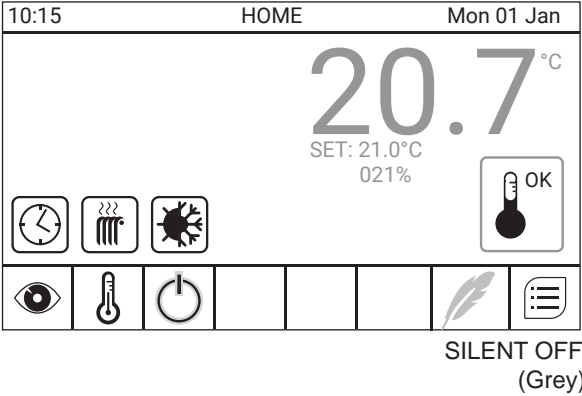 10:15 HOME Mon 01 Jan
20.7 °C
SET: 21.0°C
021%
OK
SILENT OFF
(Grey)